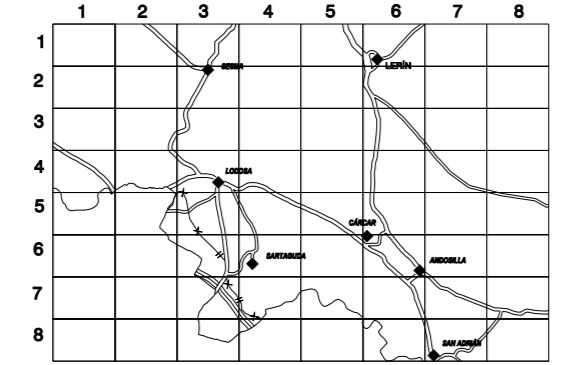 1 2 3 4 5 6 7 8
1
LERÍN
SESMA
2
3
4
LODOSA
5
CÁRCAR
6
SARTAGUDA
ANDOSILLA
7
8
SAN ADRIÁN